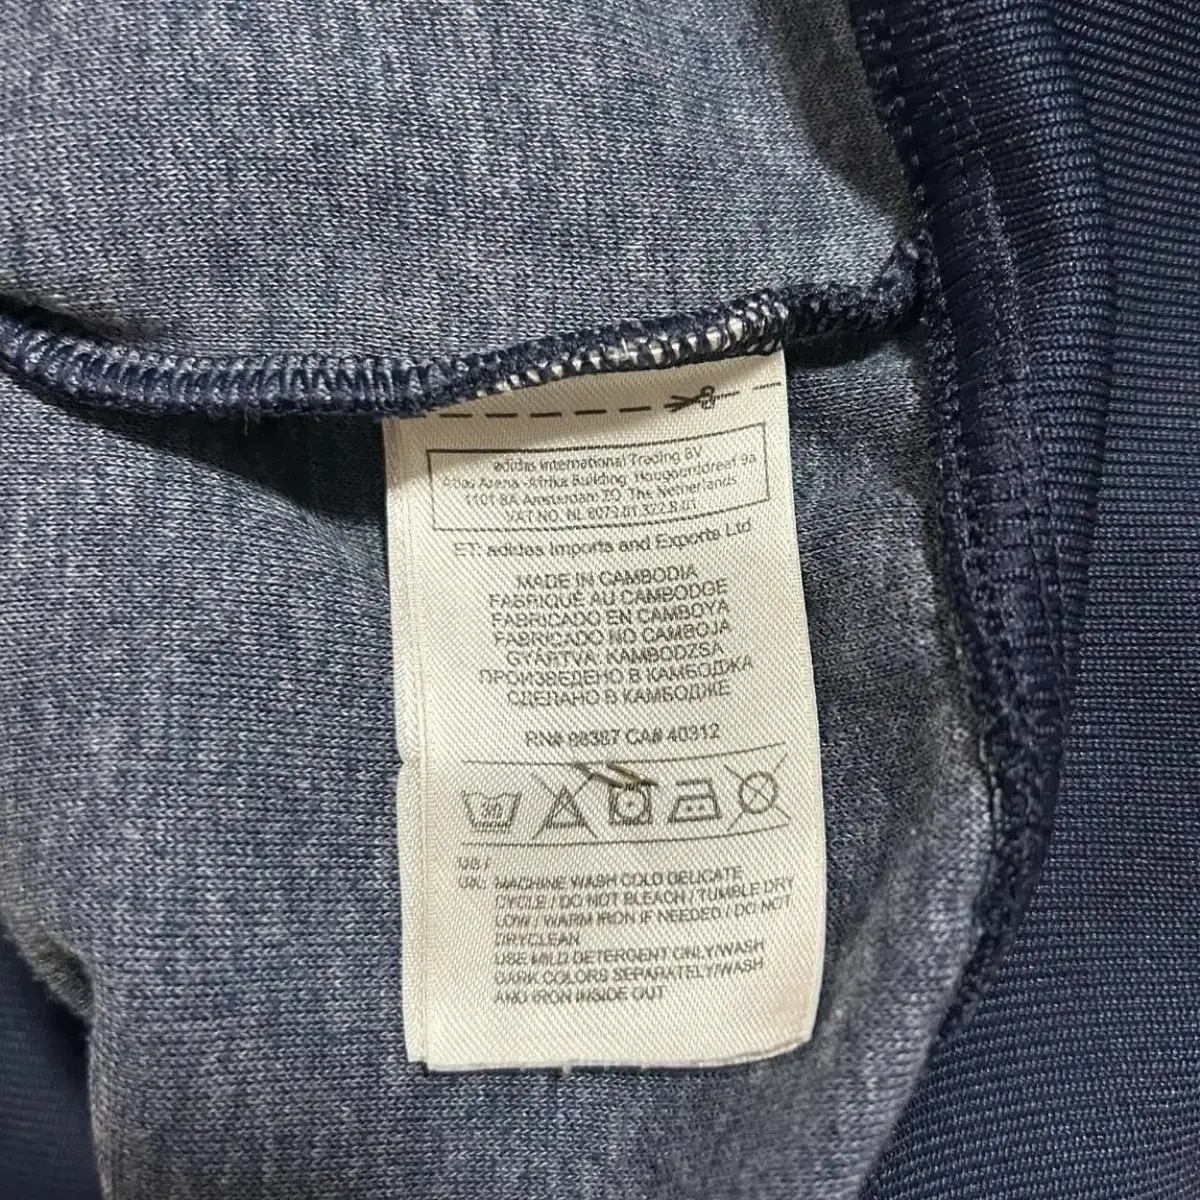 adidas International Trading BV
Adas Arena -Afrika Building Hoogoorddreef 9a
1101 BA Amsterdam ZO The Netherlands
VAT NO. NL 8073.01.322.B.01
ET: adidas Imports and Exports Ltd
MADE IN CAMBODIA
FABRIQUÉ AU CAMBODGE
FABRICADO EN CAMBOYA
FABRICADO NO CAMBOJA
GYÁRTVA: KAMBODZSA
ПРОИЗВЕДЕНО В КАМБОДЖА
СДЕЛАНО В КАМБОДЖЕ
RN# 88387 CA# 40312
30
US /
UK: MACHINE WASH COLD DELICATE
CYCLE / DO NOT BLEACH / TUMBLE DRY
LOW / WARM IRON IF NEEDED / DO NOT
DRYCLEAN
USE MILD DETERGENT ONLY/WASH
DARK COLORS SEPARATELY/WASH
AND IRON INSIDE OUT